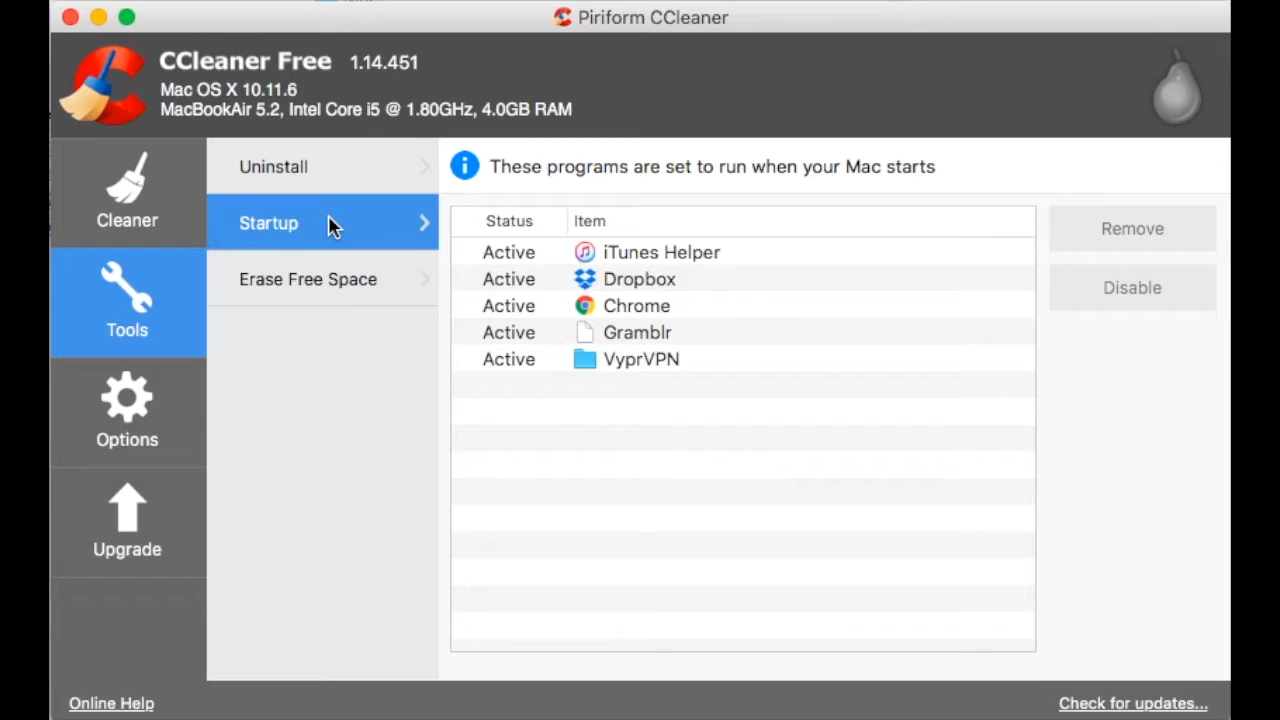 Piriform CCleaner
CCleaner Free 1.14.451
Mac OS X 10.11.6
MacBookAir 5.2, Intel Core i5 @ 1.80GHz, 4.0GB RAM
Cleaner
Tools
Options
Upgrade
Uninstall
Startup
Erase Free Space
These programs are set to run when your Mac starts
Status Item
Active iTunes Helper
Active Dropbox
Active Chrome
Active Gramblr
Active VyprVPN
Remove
Disable
Online Help
Check for updates...